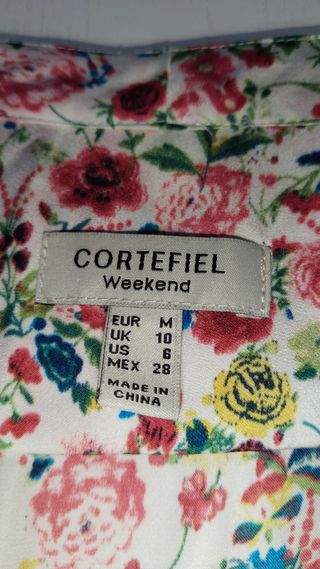 CORTEFIEL
Weekend
EUR M
UK 10
US 6
MEX 28
MADE IN
CHINA